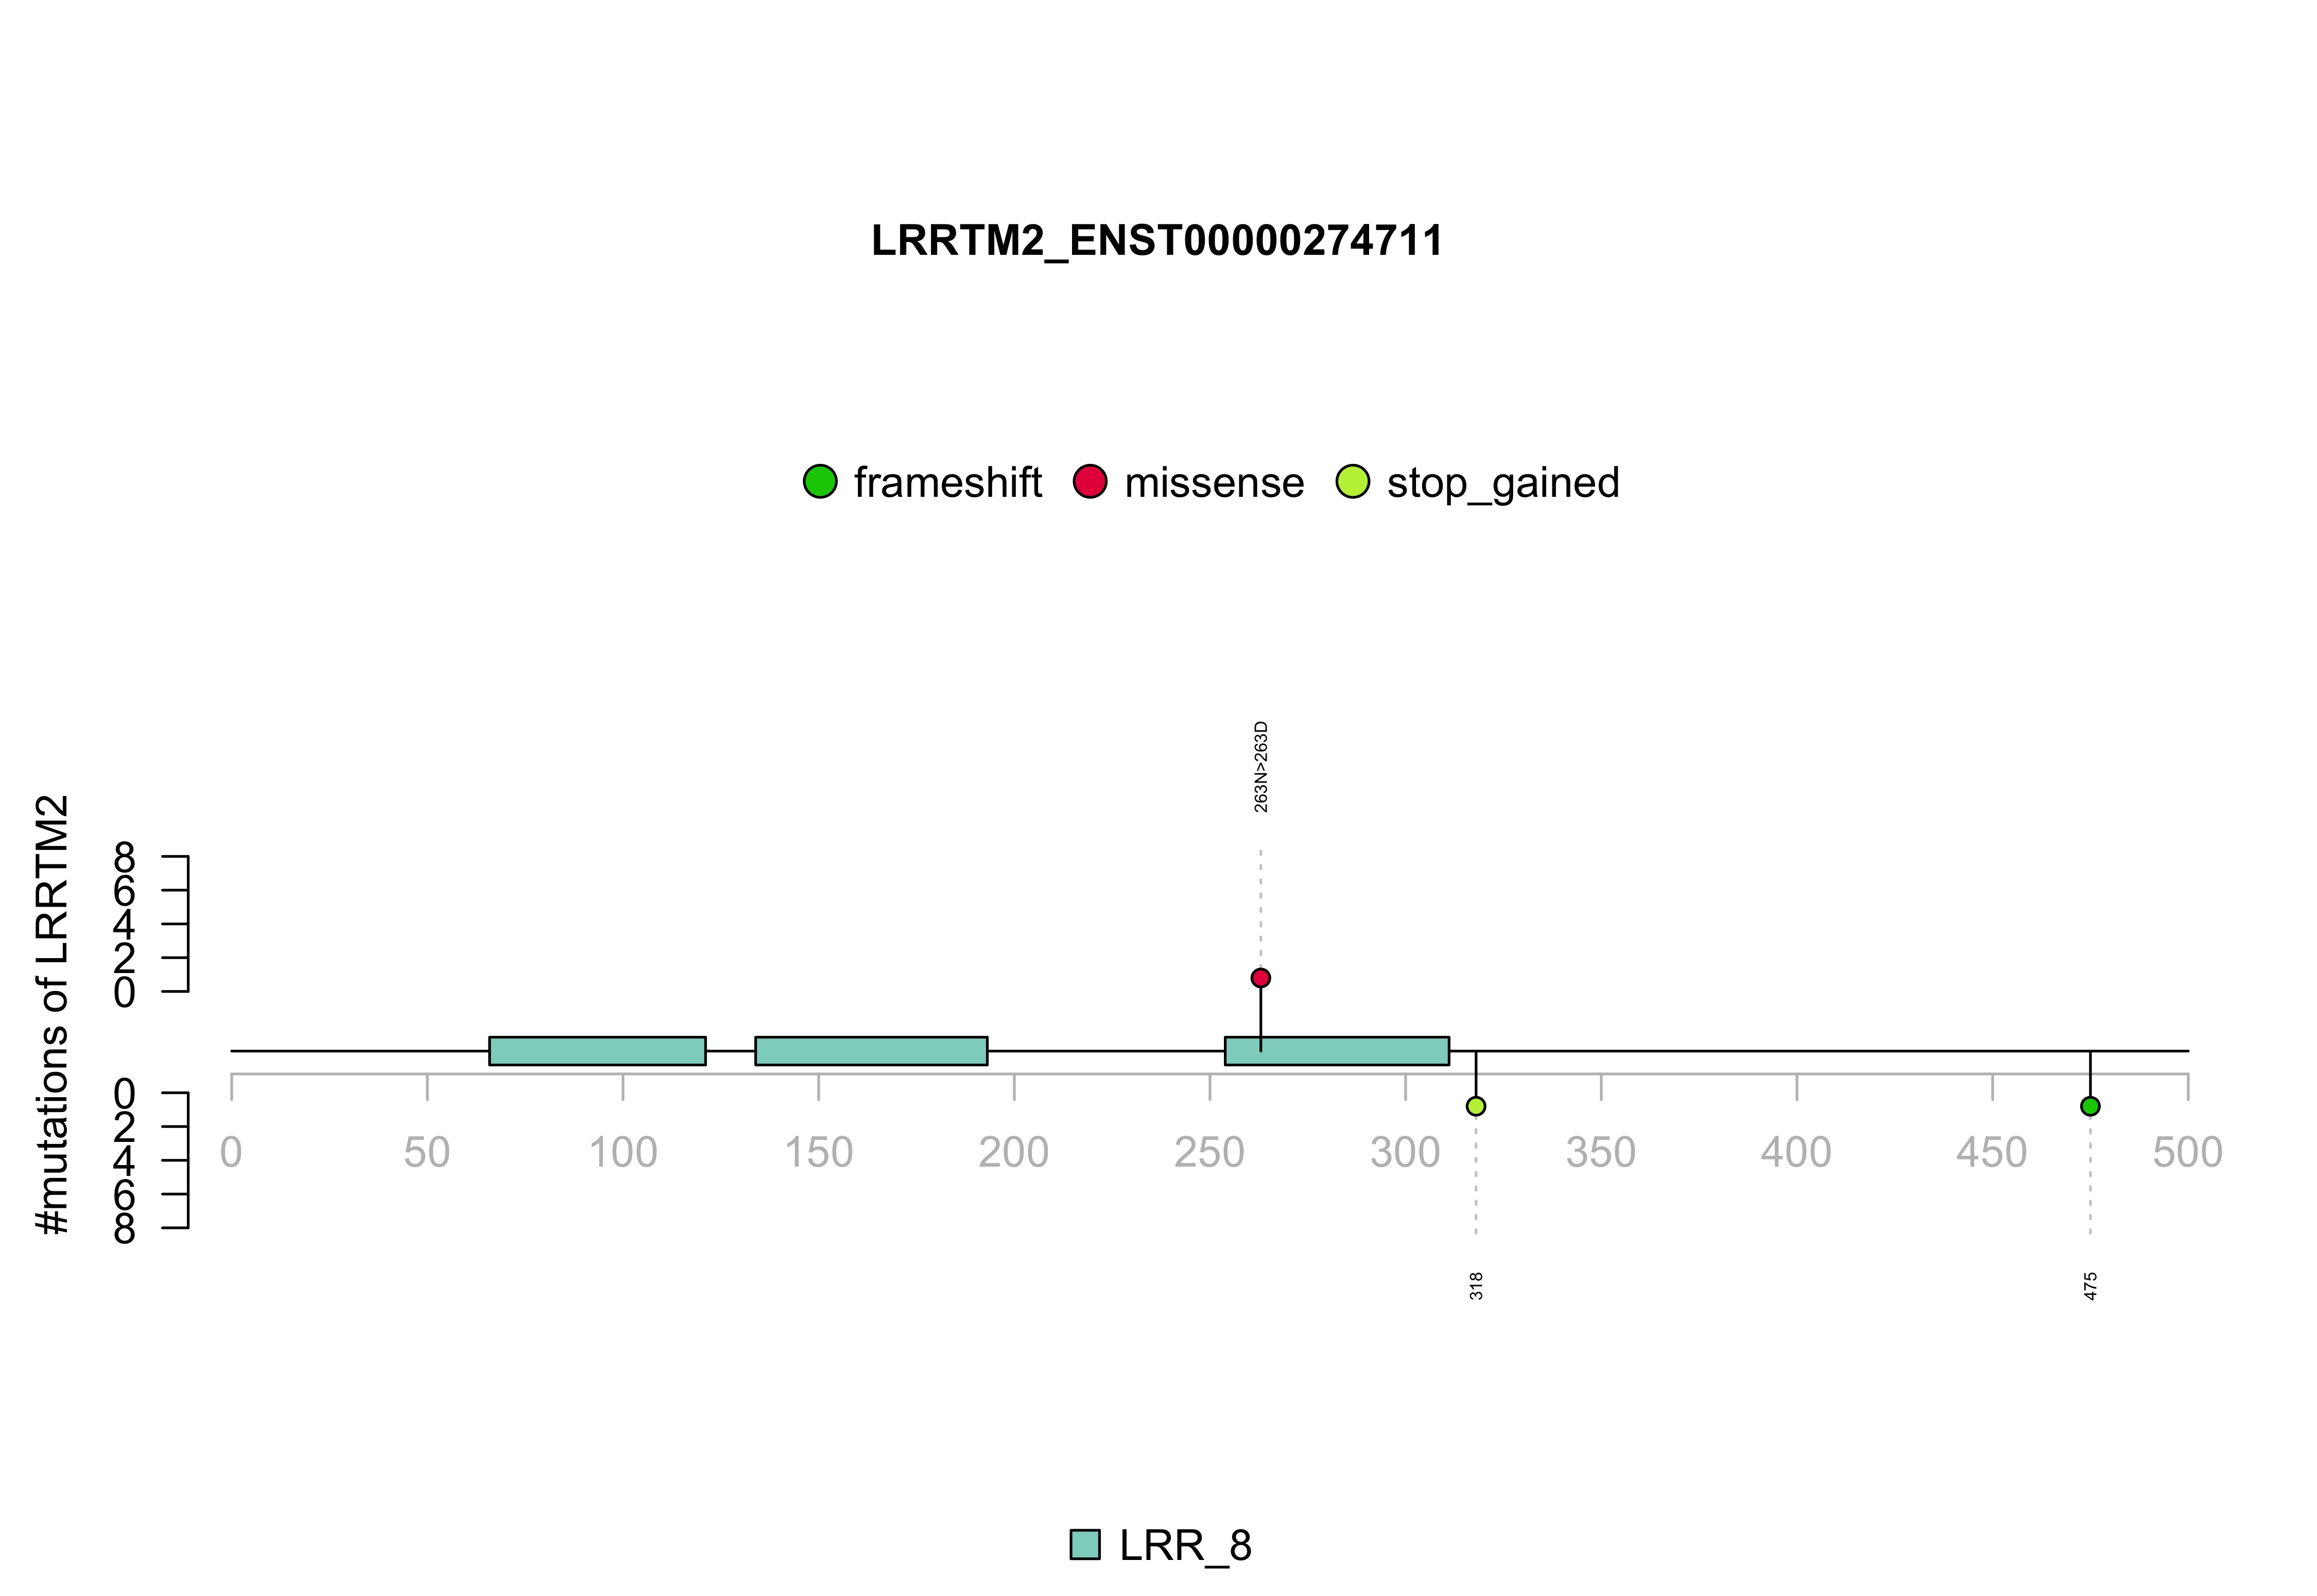 LRRTM2_ENST00000274711
frameshift missense stop_gained
263N>263D
#mutations of LRRTM2
8
6
4
2
0
0
2
4
6
8
0 50 100 150 200 250 300 350 400 450 500
318 475
LRR_8